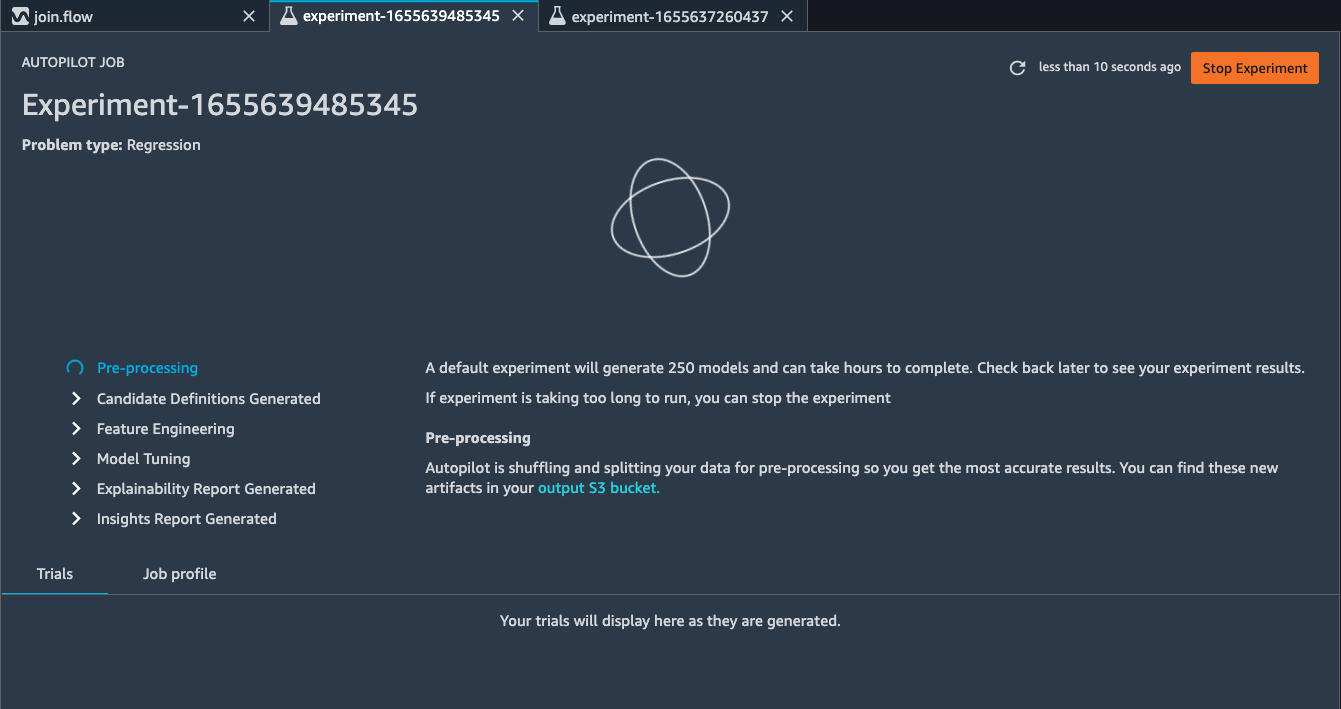 join.flow
experiment-1655639485345
experiment-1655637260437
AUTOPILOT JOB
less than 10 seconds ago
Stop Experiment
Experiment-1655639485345
Problem type: Regression
Pre-processing
Candidate Definitions Generated
Feature Engineering
Model Tuning
Explainability Report Generated
Insights Report Generated
A default experiment will generate 250 models and can take hours to complete. Check back later to see your experiment results.
If experiment is taking too long to run, you can stop the experiment
Pre-processing
Autopilot is shuffling and splitting your data for pre-processing so you get the most accurate results. You can find these new
artifacts in your output S3 bucket.
Trials
Job profile
Your trials will display here as they are generated.